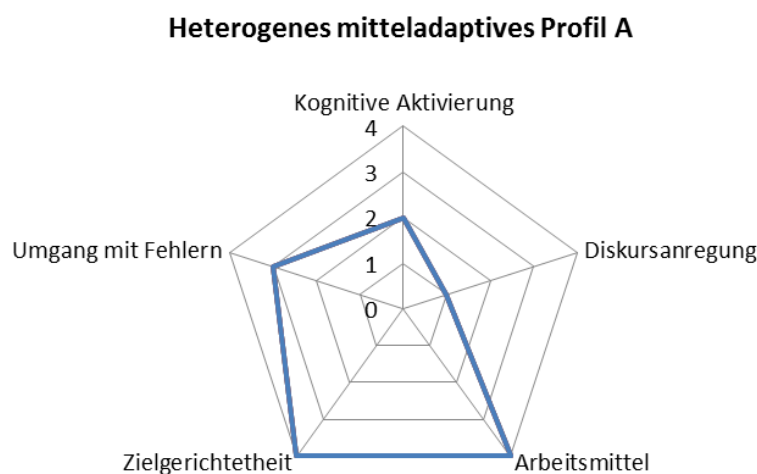 Heterogenes mitteladaptives Profil A
Kognitive Aktivierung
4
3
2
1
0
Umgang mit Fehlern
Diskursanregung
Zielgerichtetheit
Arbeitsmittel